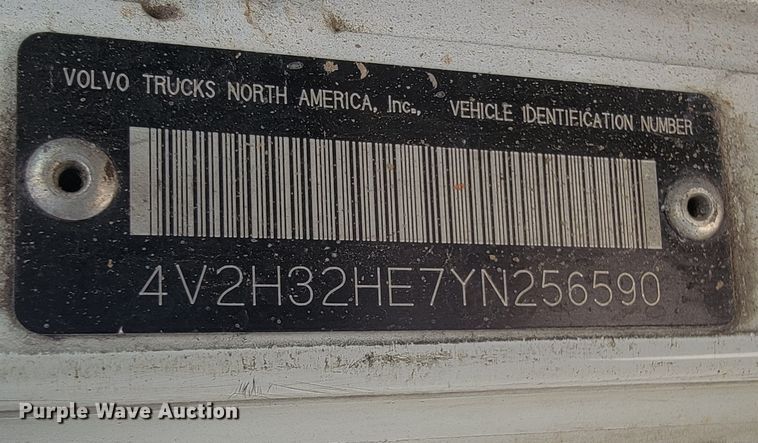 VOLVO TRUCKS NORTH AMERICA, Inc., VEHICLE IDENTIFICATION NUMBER
4V2H32HE7YN256590
Purple Wave Auction